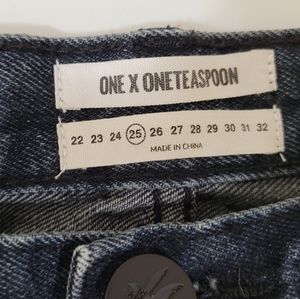 ONE X ONETEASPOON
22 23 24 25 26 27 28 29 30 31 32
MADE IN CHINA